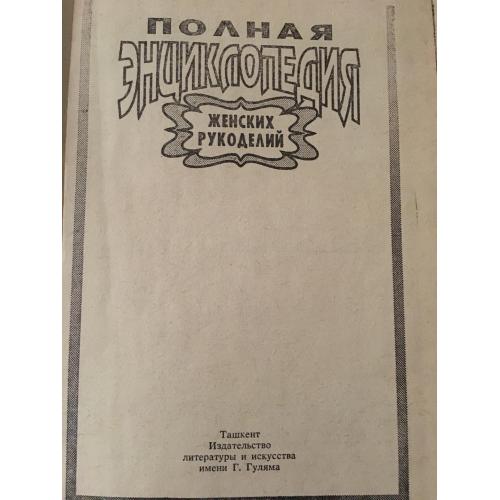 ПОЛНАЯ
ЭНЦИКЛОПЕДИЯ
ЖЕНСКИХ
РУКОДЕЛИЙ
Ташкент
Издательство
литературы и искусства
имени Г. Гуляма